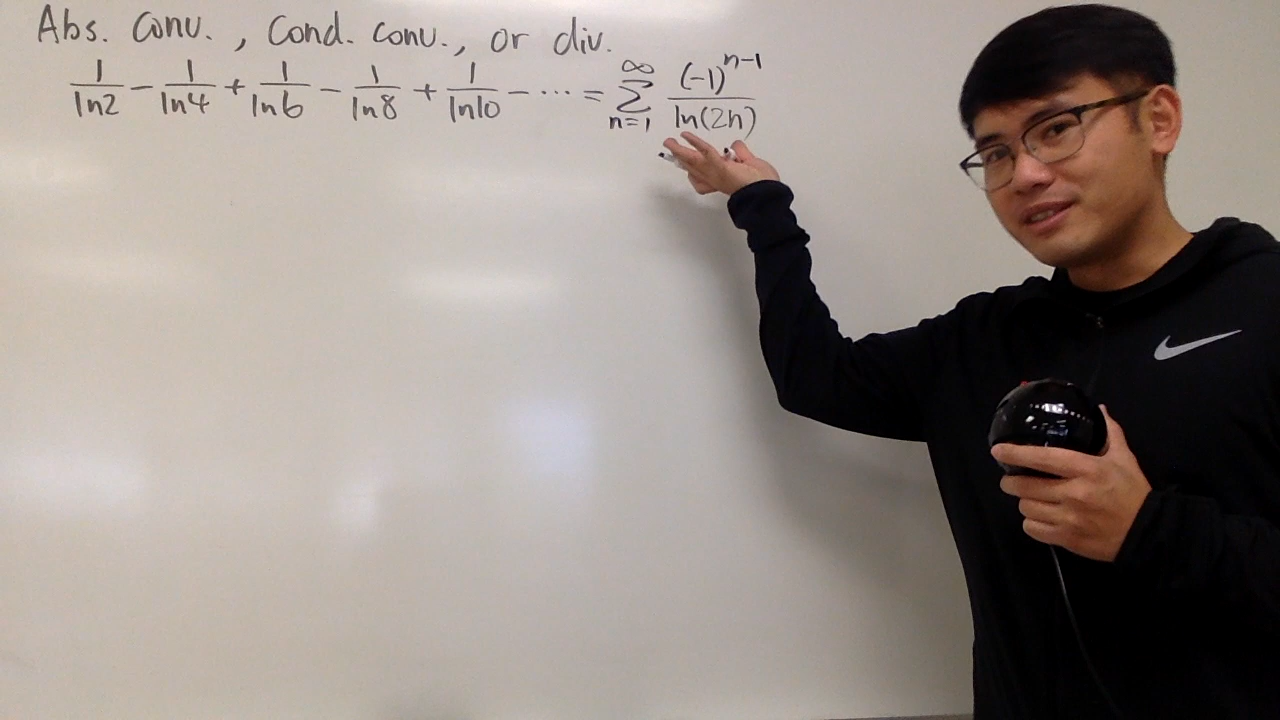 Abs. Conv. , Cond. conv., or div.
1/ln2 - 1/ln4 + 1/ln6 - 1/ln8 + 1/ln10 - ⋯ = ∑_{n=1}^{∞} (-1)^{n-1}/ln(2n)